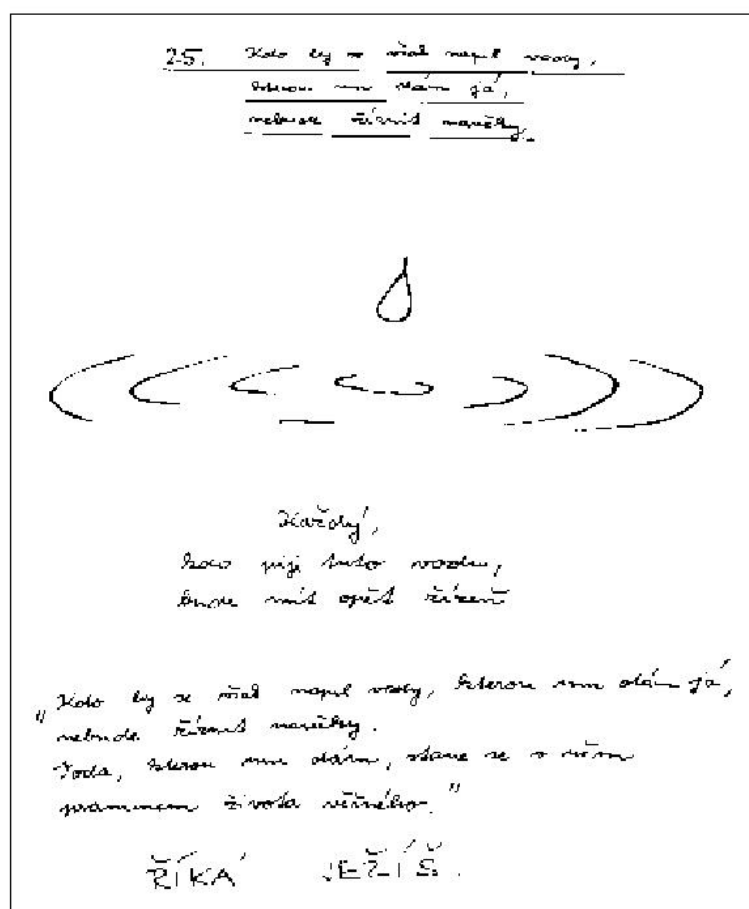 25. Kdo by se však napil vody,
kterou mu dám já,
nebude žíznit navěky.
Každý,
kdo pije tuto vodu,
bude mít opět žízeň
„Kdo by se však napil vody, kterou mu dám já,
nebude žíznit navěky.
Voda, kterou mu dám, stane se v něm
pramenem života věčného."
ŘÍKÁ JEŽÍŠ.